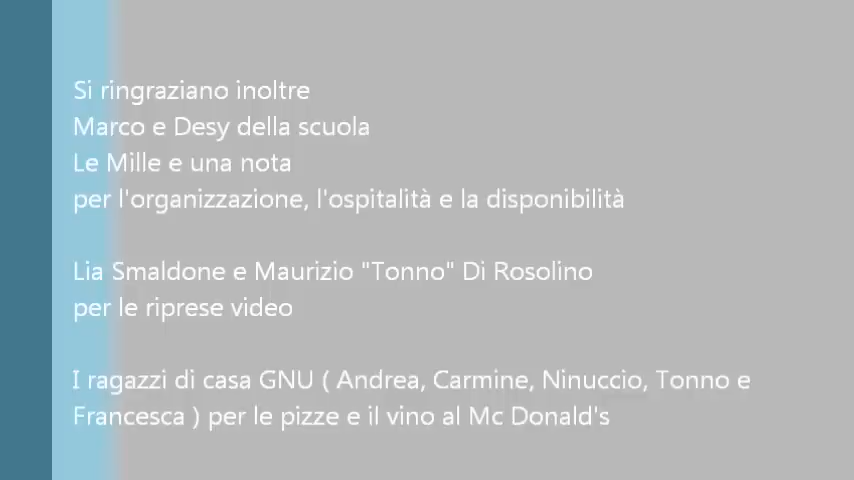 Si ringraziano inoltre
Marco e Desy della scuola
Le Mille e una nota
per l'organizzazione, l'ospitalità e la disponibilità
Lia Smaldone e Maurizio "Tonno" Di Rosolino
per le riprese video
I ragazzi di casa GNU ( Andrea, Carmine, Ninuccio, Tonno e
Francesca ) per le pizze e il vino al Mc Donald's